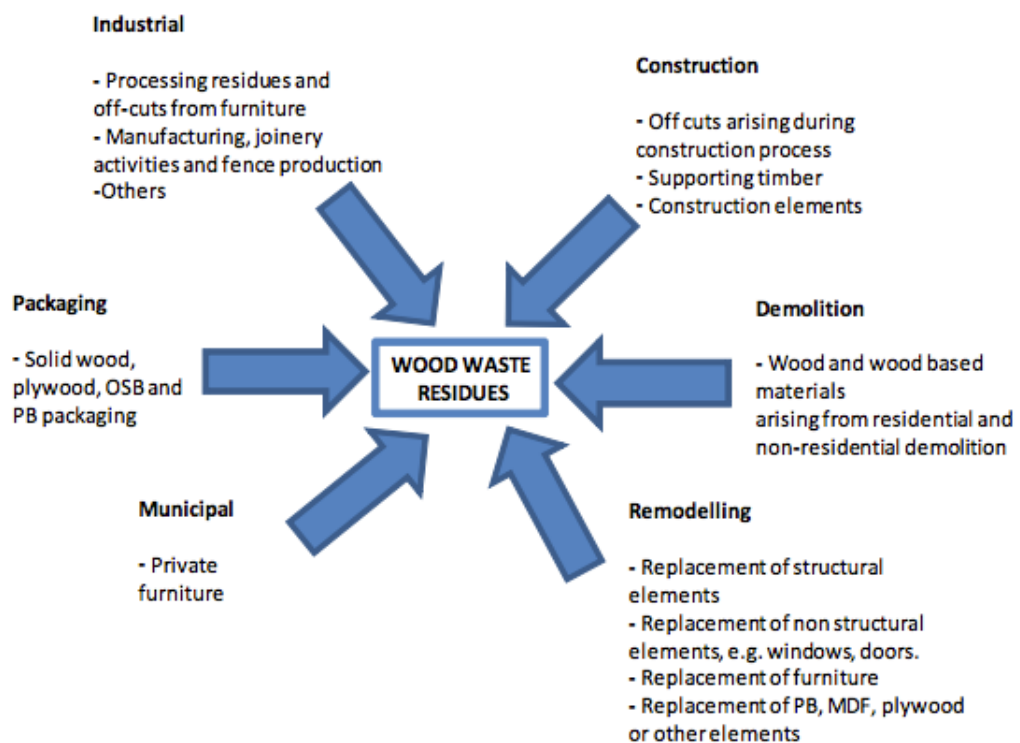 Industrial
- Processing residues and
off-cuts from furniture
- Manufacturing, joinery
activities and fence production
-Others
Construction
- Off cuts arising during
construction process
- Supporting timber
- Construction elements
Packaging
- Solid wood,
plywood, OSB and
PB packaging
WOOD WASTE
RESIDUES
Demolition
- Wood and wood based
materials
arising from residential and
non-residential demolition
Municipal
- Private
furniture
Remodelling
- Replacement of structural
elements
- Replacement of non structural
elements, e.g. windows, doors.
- Replacement of furniture
- Replacement of PB, MDF, plywood
or other elements